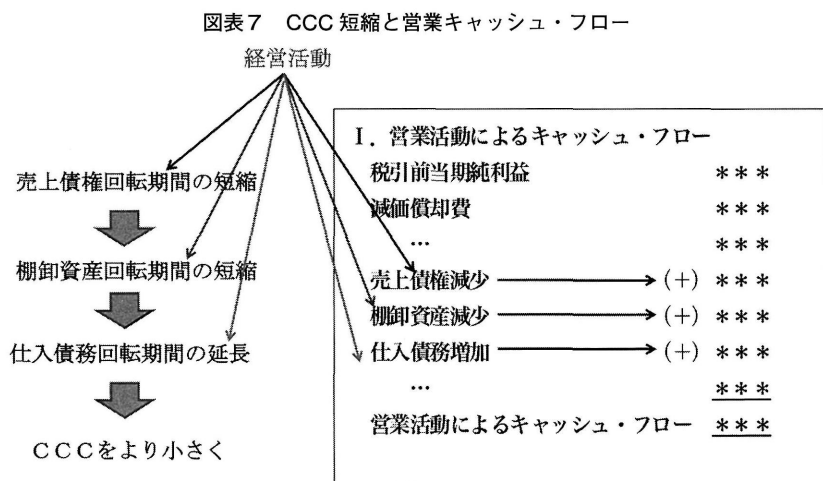 図表7 CCC短縮と営業キャッシュ・フロー
経営活動
売上債権回転期間の短縮
棚卸資産回転期間の短縮
仕入債務回転期間の延長
CCCをより小さく
Ⅰ．営業活動によるキャッシュ・フロー
税引前当期純利益 ＊＊＊
減価償却費 ＊＊＊
… ＊＊＊
売上債権減少 (+) ＊＊＊
棚卸資産減少 (+) ＊＊＊
仕入債務増加 (+) ＊＊＊
… ＊＊＊
営業活動によるキャッシュ・フロー ＊＊＊